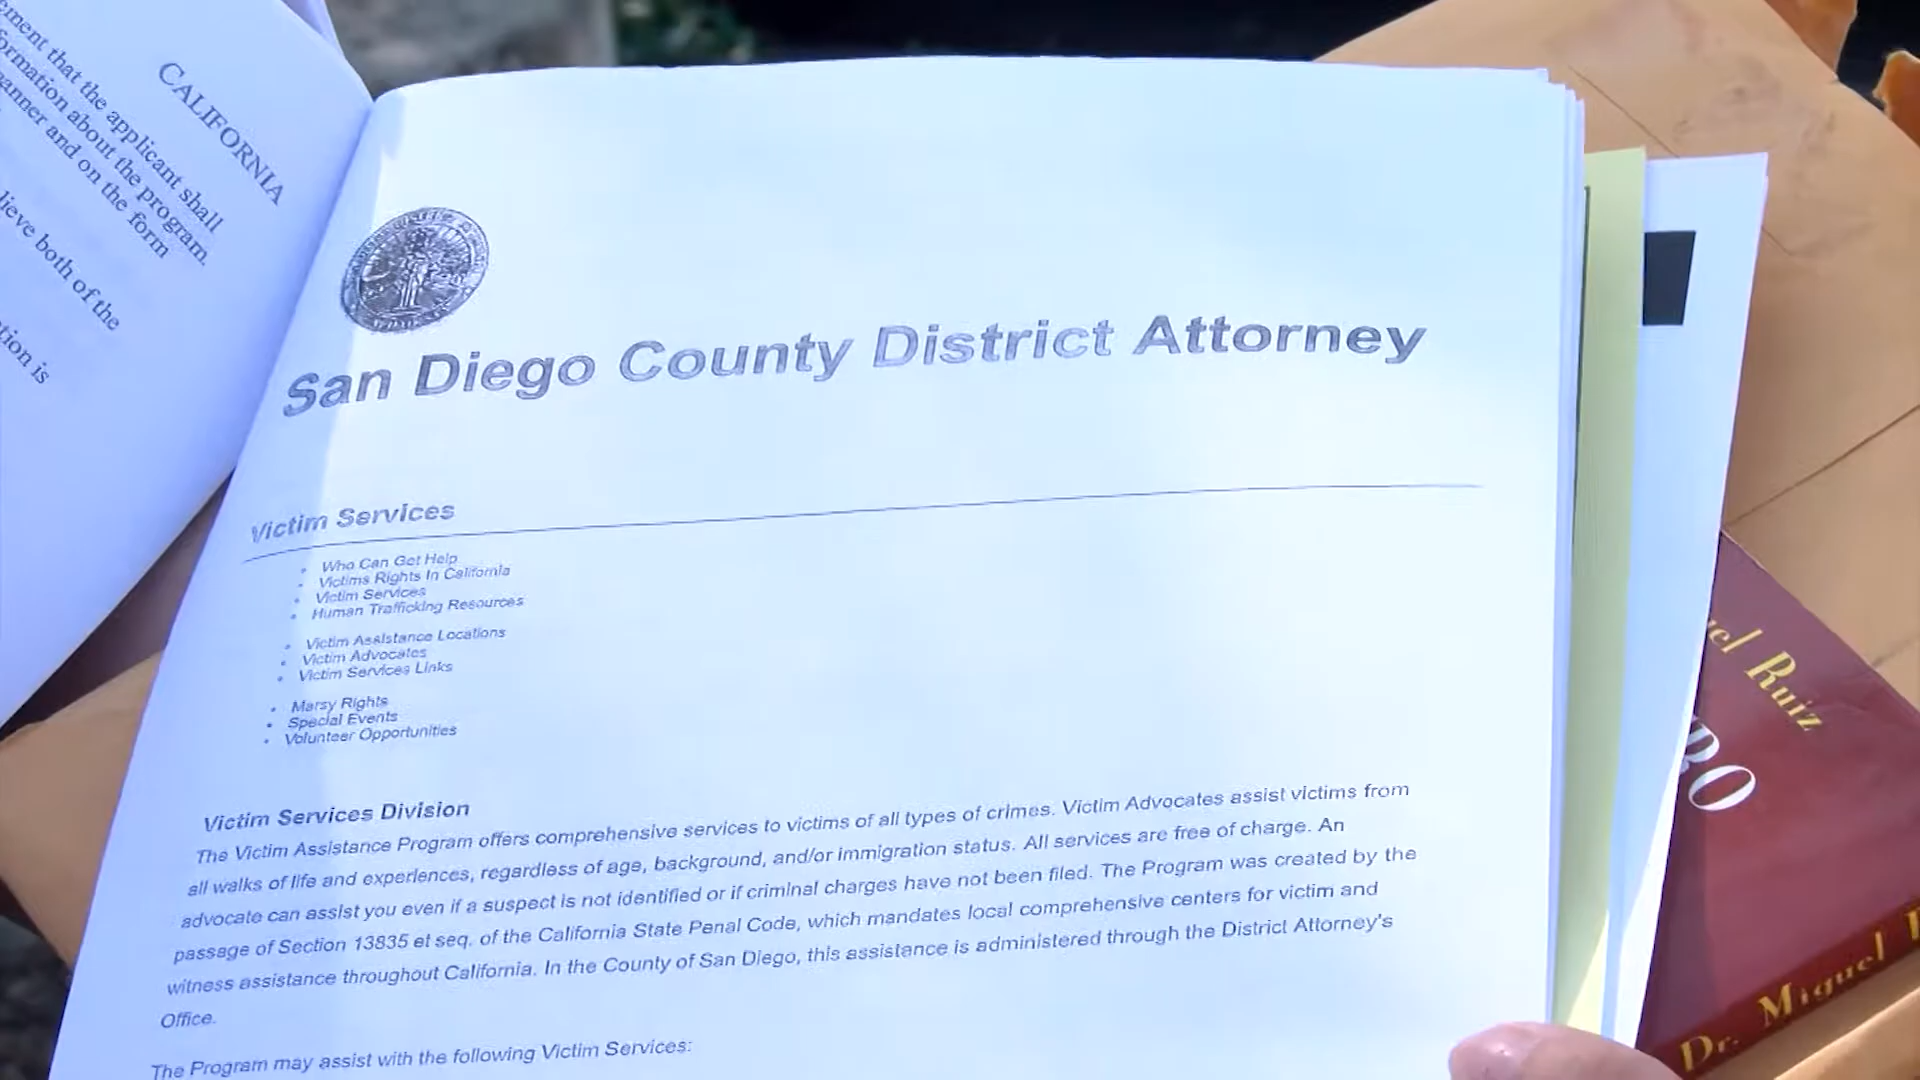 CALIFORNIA
ment that the applicant shall
ormation about the program.
anner and on the form
lieve both of the
tion is
San Diego County District Attorney
Victim Services
• Who Can Get Help
• Victims Rights In California
• Victim Services
• Human Trafficking Resources
• Victim Assistance Locations
• Victim Advocates
• Victim Services Links
• Marsy Rights
• Special Events
• Volunteer Opportunities
Victim Services Division
The Victim Assistance Program offers comprehensive services to victims of all types of crimes. Victim Advocates assist victims from
all walks of life and experiences, regardless of age, background, and/or immigration status. All services are free of charge. An
advocate can assist you even if a suspect is not identified or if criminal charges have not been filed. The Program was created by the
passage of Section 13835 et seq. of the California State Penal Code, which mandates local comprehensive centers for victim and
witness assistance throughout California. In the County of San Diego, this assistance is administered through the District Attorney's
Office.
The Program may assist with the following Victim Services:
uel Ruiz
RO
Dr. Miguel